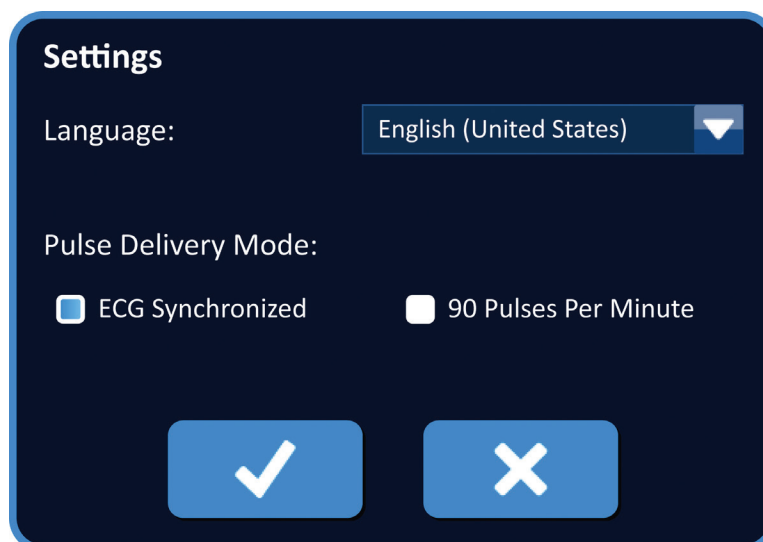 Settings
Language: English (United States)
Pulse Delivery Mode:
ECG Synchronized 90 Pulses Per Minute